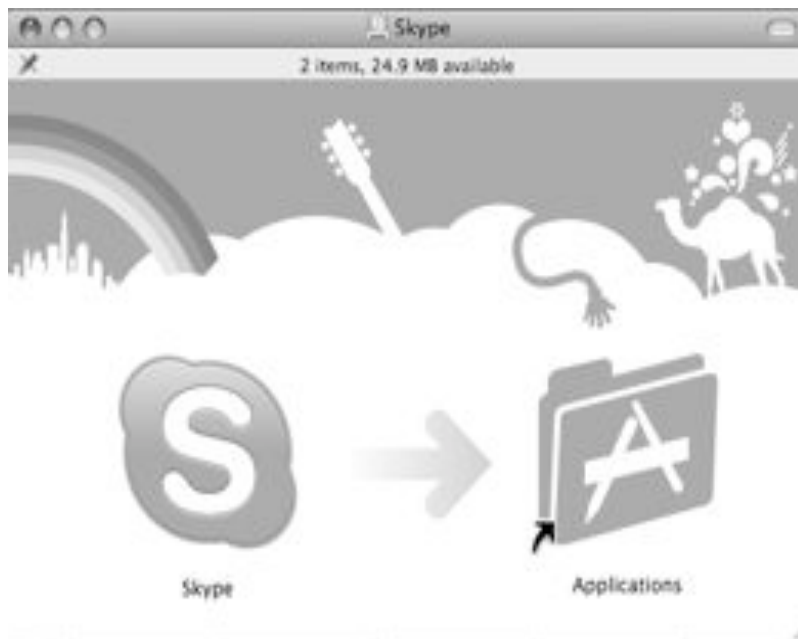 Skype
2 items, 24.9 MB available
S
Skype
Applications